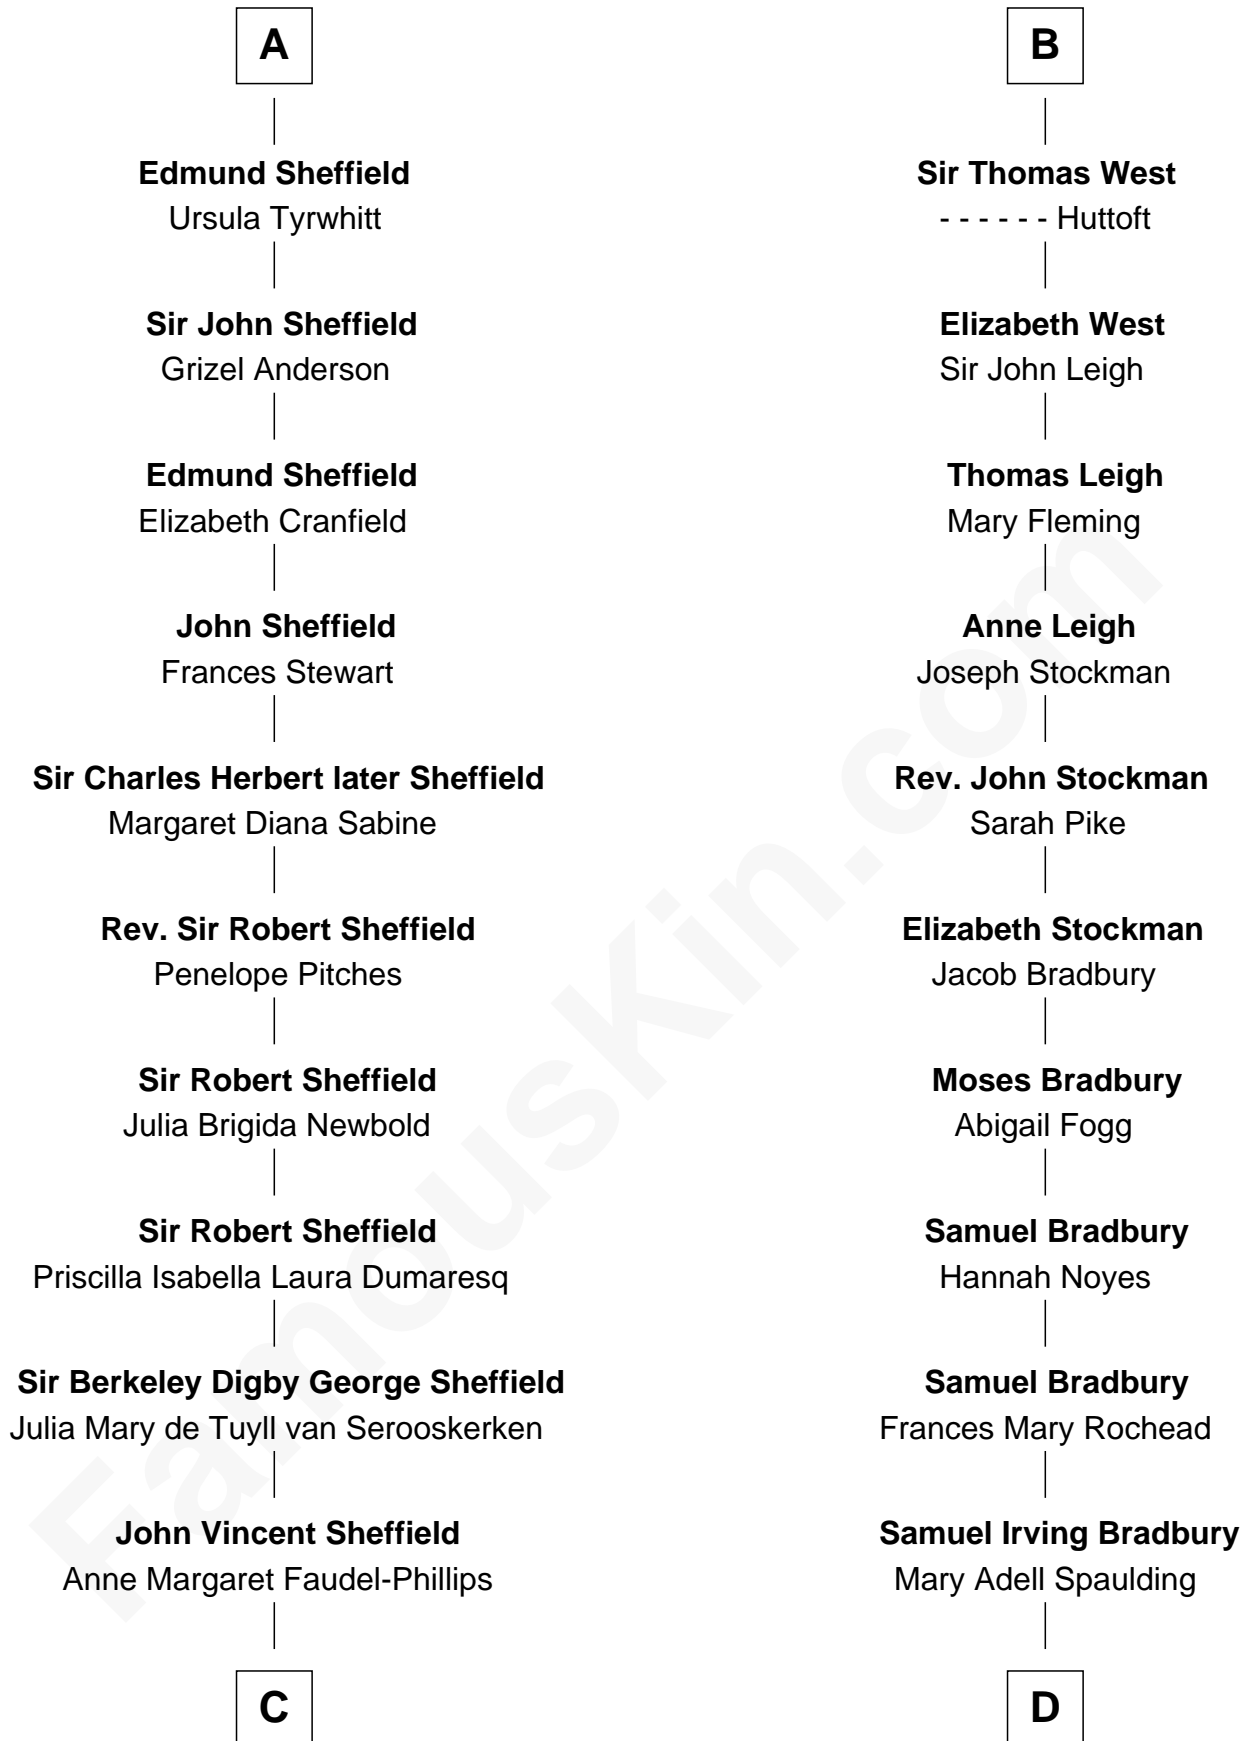 A
Edmund Sheffield
Ursula Tyrwhitt
Sir John Sheffield
Grizel Anderson
Edmund Sheffield
Elizabeth Cranfield
John Sheffield
Frances Stewart
Sir Charles Herbert later Sheffield
Margaret Diana Sabine
Rev. Sir Robert Sheffield
Penelope Pitches
Sir Robert Sheffield
Julia Brigida Newbold
Sir Robert Sheffield
Priscilla Isabella Laura Dumaresq
Sir Berkeley Digby George Sheffield
Julia Mary de Tuyll van Serooskerken
John Vincent Sheffield
Anne Margaret Faudel-Phillips
C
B
Sir Thomas West
- - - - - - Huttoft
Elizabeth West
Sir John Leigh
Thomas Leigh
Mary Fleming
Anne Leigh
Joseph Stockman
Rev. John Stockman
Sarah Pike
Elizabeth Stockman
Jacob Bradbury
Moses Bradbury
Abigail Fogg
Samuel Bradbury
Hannah Noyes
Samuel Bradbury
Frances Mary Rochead
Samuel Irving Bradbury
Mary Adell Spaulding
D
FamousKin.com